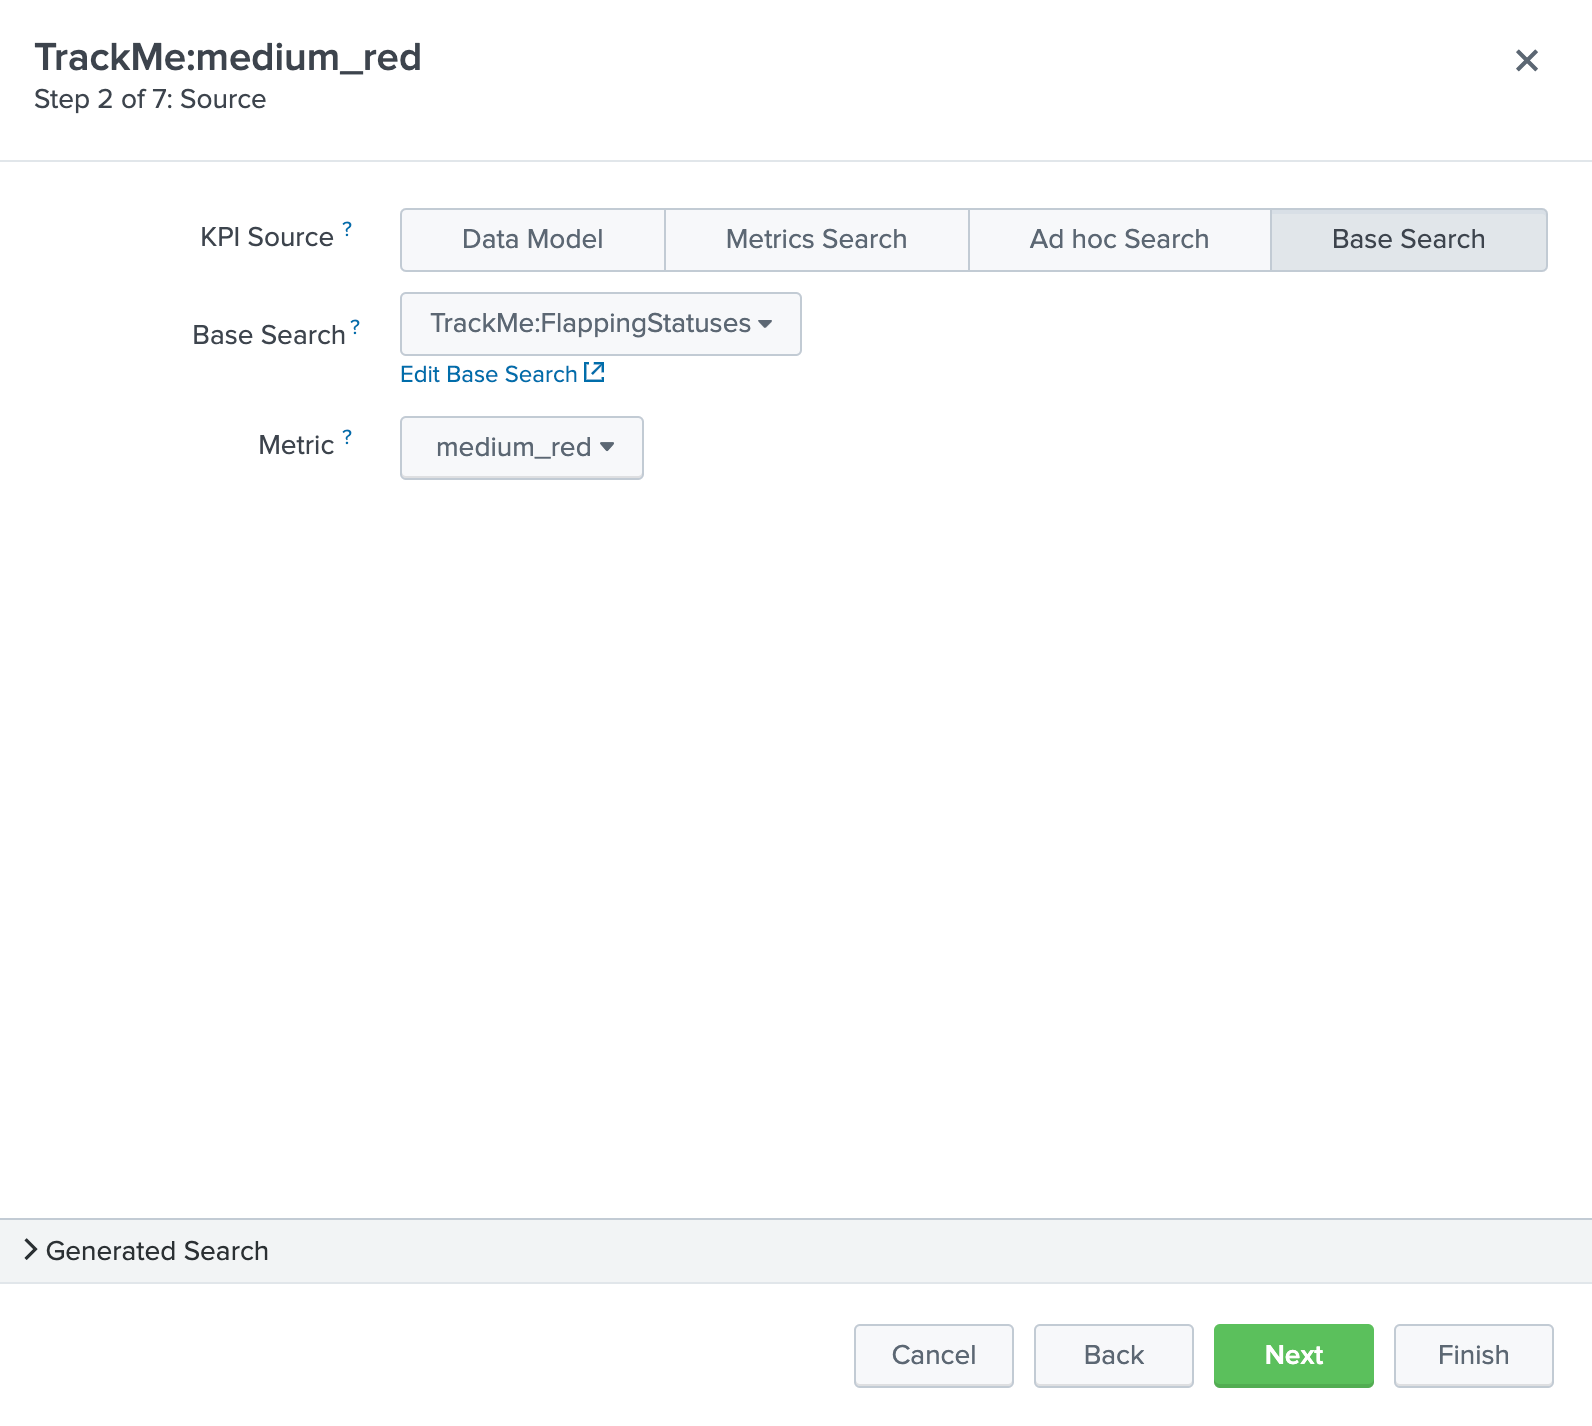 TrackMe:medium_red
Step 2 of 7: Source
KPI Source ? Data Model Metrics Search Ad hoc Search Base Search
Base Search ? TrackMe:FlappingStatuses
Edit Base Search
Metric ? medium_red
Generated Search
Cancel Back Next Finish